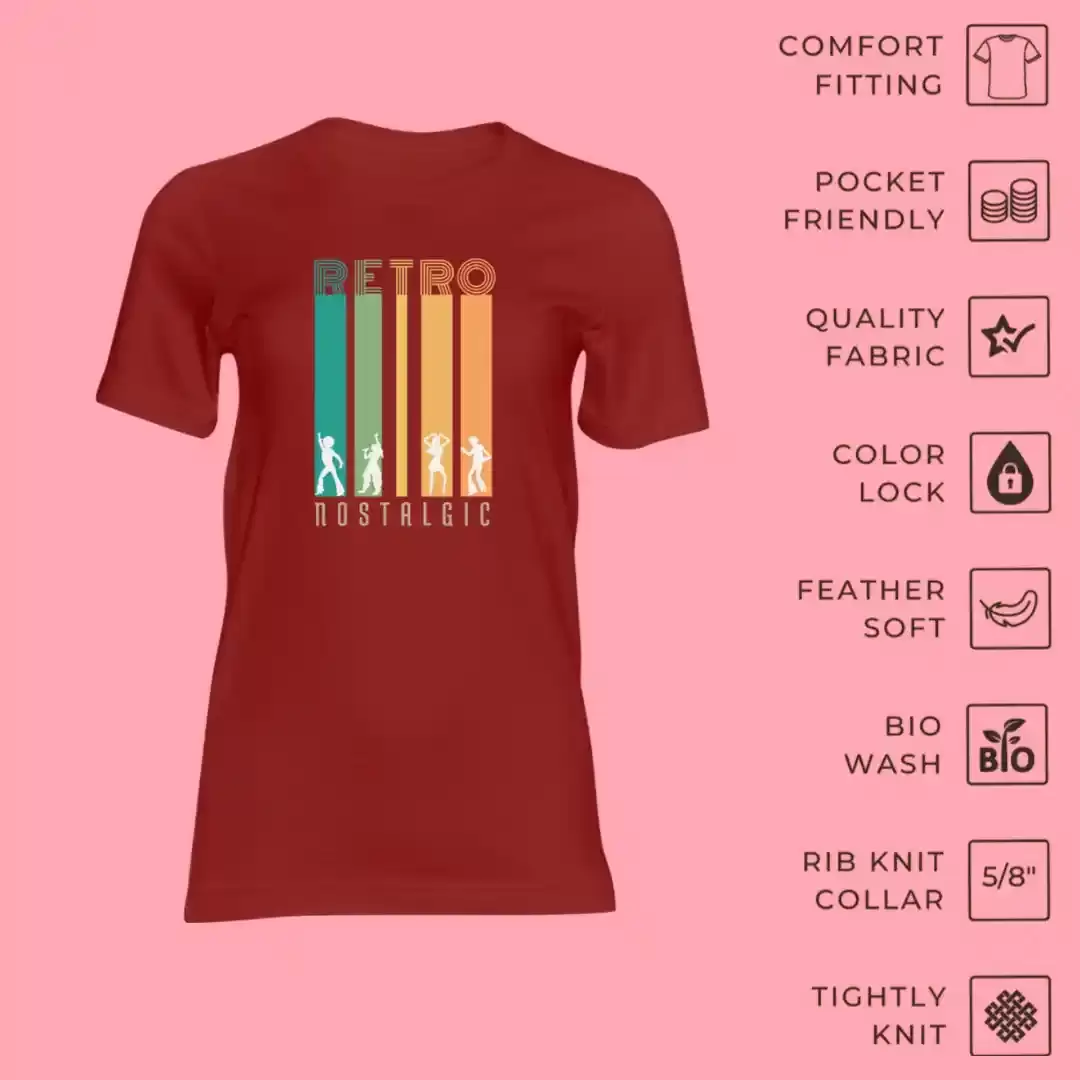 RETRO
NOSTALGIC
COMFORT
FITTING
POCKET
FRIENDLY
QUALITY
FABRIC
COLOR
LOCK
FEATHER
SOFT
BIO
WASH
BIO
RIB KNIT
COLLAR
5/8"
TIGHTLY
KNIT